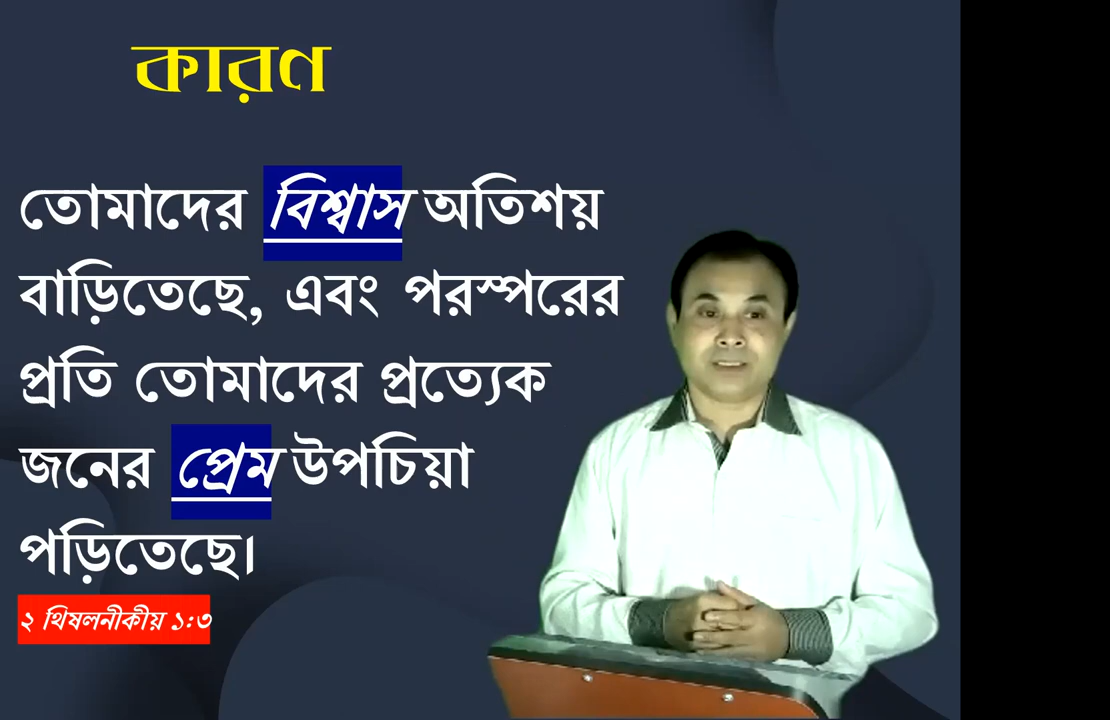 কারণ
তোমাদের বিশ্বাস অতিশয়
বাড়িতেছে, এবং পরস্পরের
প্রতি তোমাদের প্রত্যেক
জনের প্রেম উপচিয়া
পড়িতেছে।
২ থিষলনীকীয় ১:৩